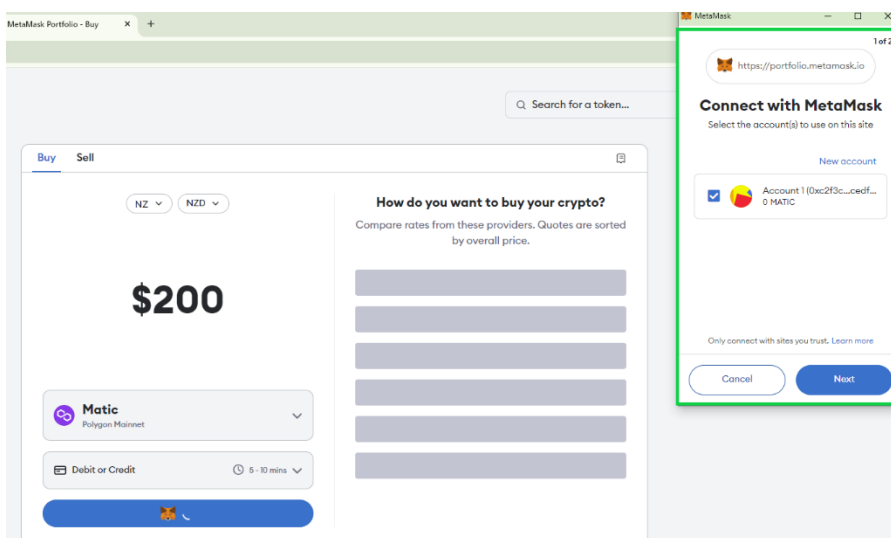 MetaMask Portfolio - Buy
MetaMask
1 of 2
https://portfolio.metamask.io
Search for a token...
Connect with MetaMask
Select the account(s) to use on this site
New account
Account 1 (0xc2f3c...cedf...
0 MATIC
Only connect with sites you trust. Learn more
Cancel
Next
Buy
Sell
NZ
NZD
$200
Matic
Polygon Mainnet
Debit or Credit
5 - 10 mins
How do you want to buy your crypto?
Compare rates from these providers. Quotes are sorted
by overall price.